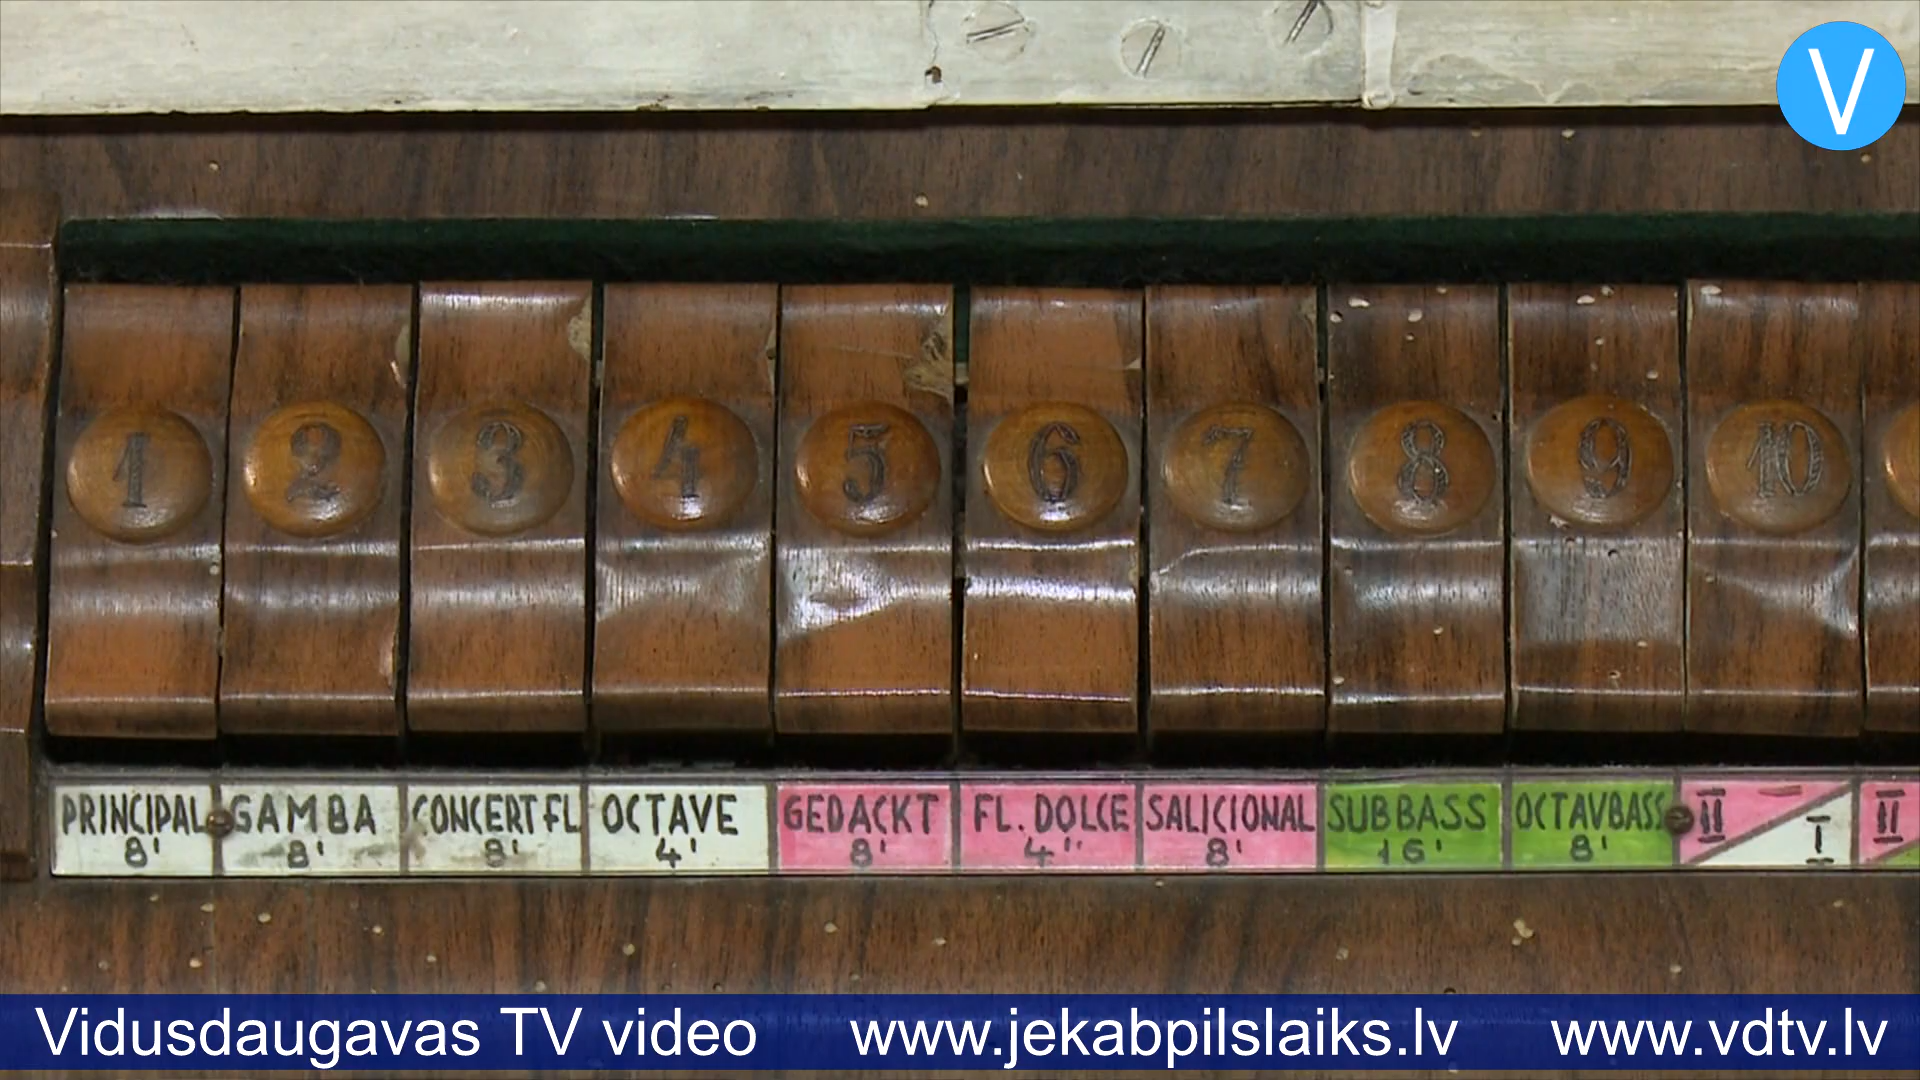 V
1 2 3 4 5 6 7 8 9 10
PRINCIPAL GAMBA CONCERT FL OCTAVE GEDACKT FL. DOLCE SALICIONAL SUBBASS OCTAVBASS II II
8' 8' 8' 4' 8' 4" 8' 16' 8' I
Vidusdaugavas TV video www.jekabpilslaiks.lv www.vdtv.lv